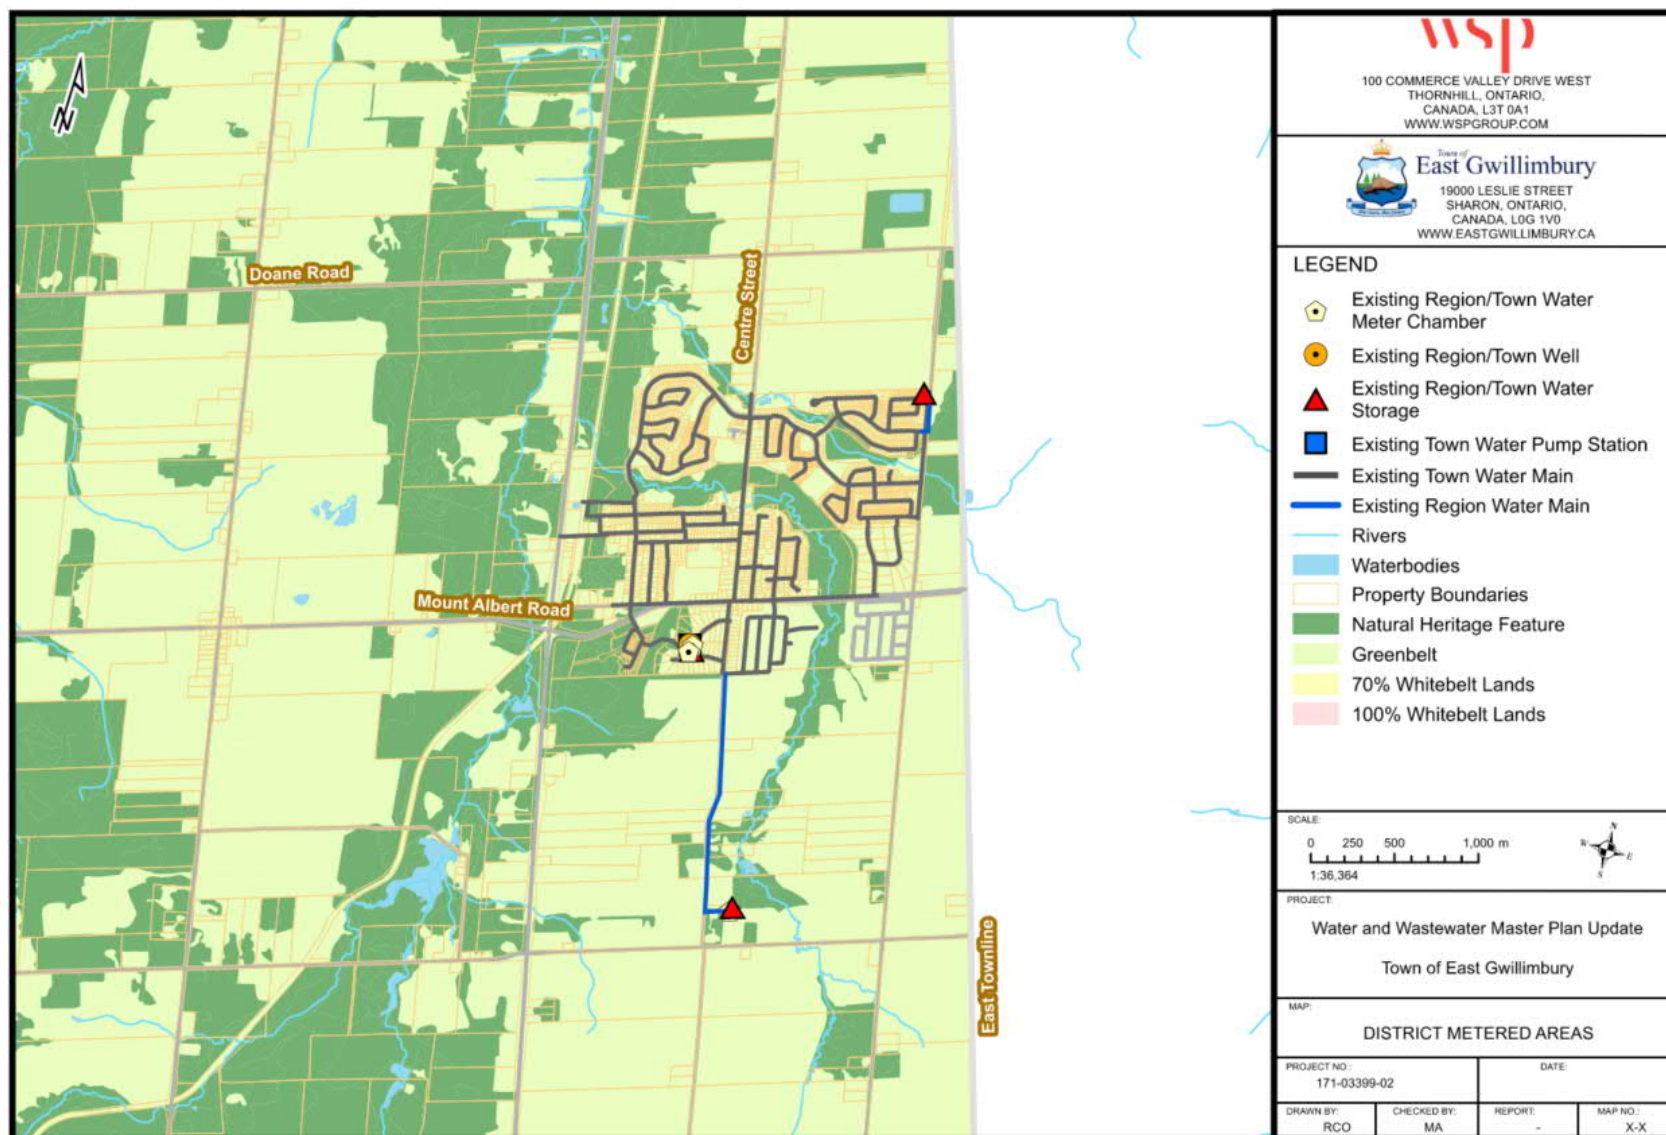 N
Doane Road
Centre Street
Mount Albert Road
East Townline
wsp
100 COMMERCE VALLEY DRIVE WEST
THORNHILL, ONTARIO,
CANADA, L3T 0A1
WWW.WSPGROUP.COM
Town of
East Gwillimbury
19000 LESLIE STREET
SHARON, ONTARIO,
CANADA, L0G 1V0
WWW.EASTGWILLIMBURY.CA
LEGEND
Existing Region/Town Water
Meter Chamber
Existing Region/Town Well
Existing Region/Town Water
Storage
Existing Town Water Pump Station
Existing Town Water Main
Existing Region Water Main
Rivers
Waterbodies
Property Boundaries
Natural Heritage Feature
Greenbelt
70% Whitebelt Lands
100% Whitebelt Lands
SCALE:
0 250 500 1,000 m
1:36,364
N
W E
S
PROJECT:
Water and Wastewater Master Plan Update
Town of East Gwillimbury
MAP:
DISTRICT METERED AREAS
PROJECT NO.: DATE:
171-03399-02
DRAWN BY: CHECKED BY: REPORT: MAP NO.:
RCO MA - X-X